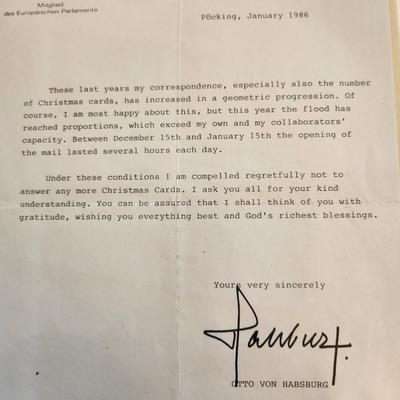 Mitglied
des Europäischen Parlaments
Pöcking, January 1986
These last years my correspondence, especially also the number
of Christmas cards, has increased in a geometric progression. Of
course, I am most happy about this, but this year the flood has
reached proportions, which exceed my own and my collaborators'
capacity. Between December 15th and January 15th the opening of
the mail lasted several hours each day.
Under these conditions I am compelled regretfully not to
answer any more Christmas Cards. I ask you all for your kind
understanding. You can be assured that I shall think of you with
gratitude, wishing you everything best and God's richest blessings.
Yours very sincerely
OTTO VON HABSBURG